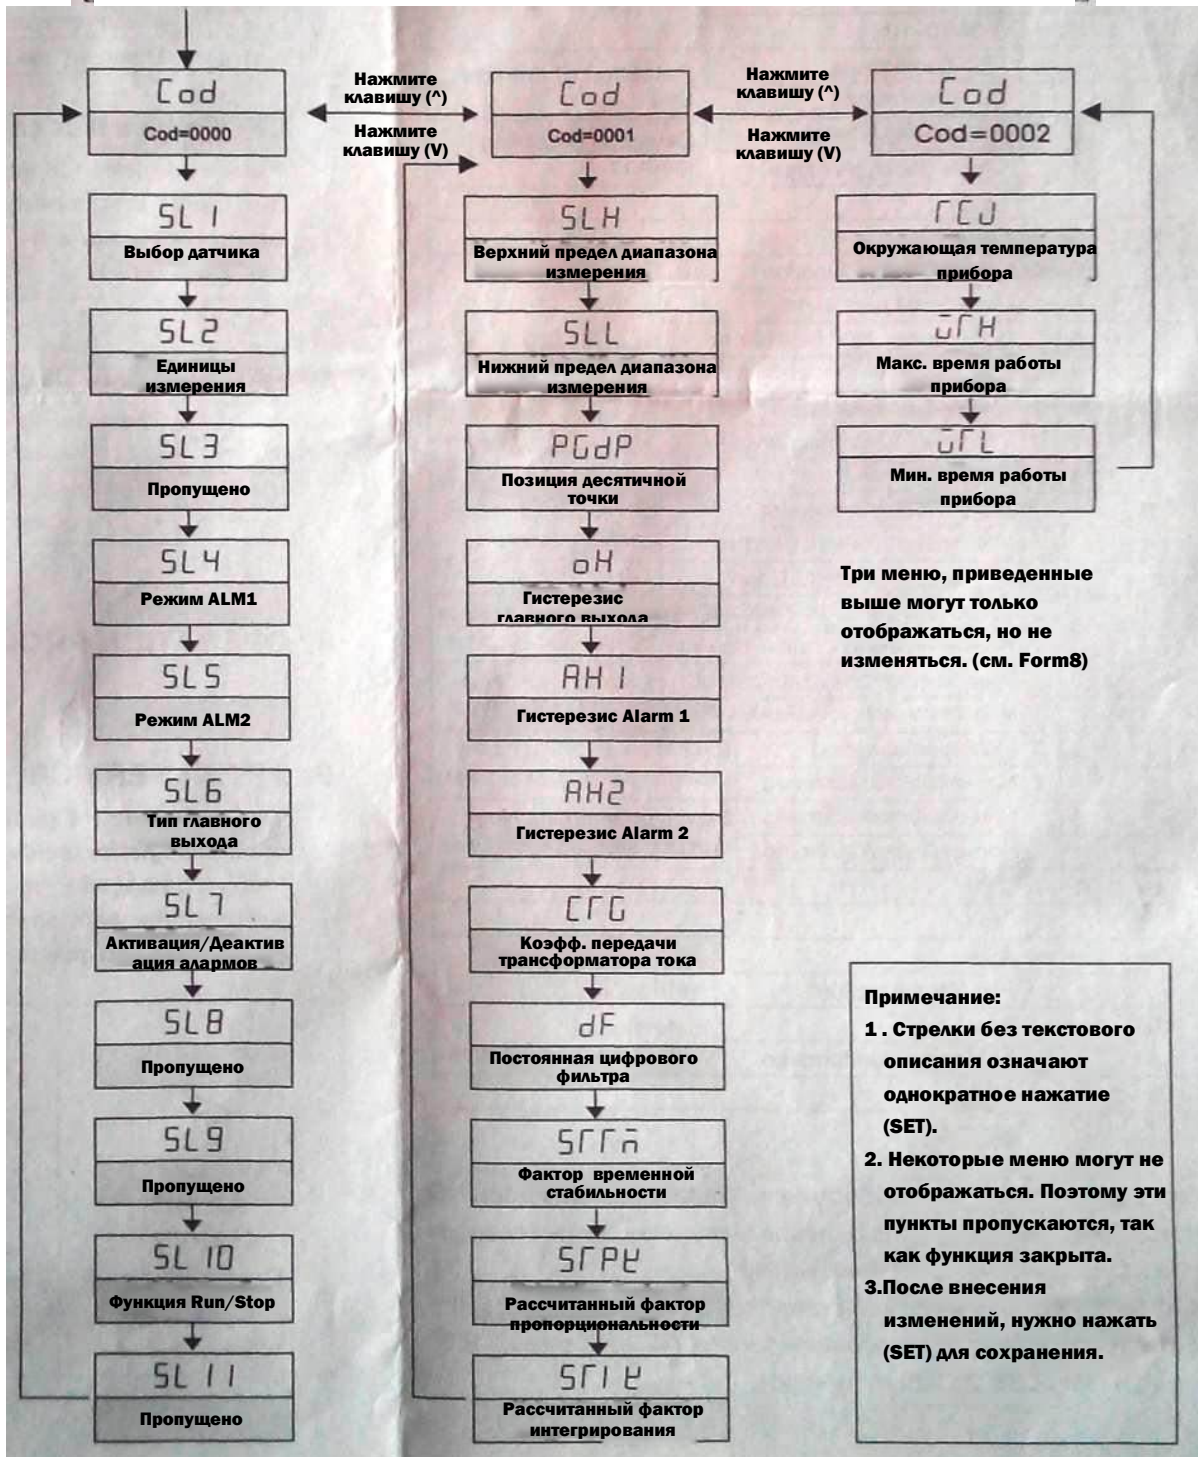 Cod
Cod=0000
SL1
Выбор датчика
SL2
Единицы
измерения
SL3
Пропущено
SL4
Режим ALM1
SL5
Режим ALM2
SL6
Тип главного
выхода
SL7
Активация/Деактив
ация алармов
SL8
Пропущено
SL9
Пропущено
SL10
Функция Run/Stop
SL11
Пропущено
Нажмите
клавишу (^)
Нажмите
клавишу (V)
Cod
Cod=0001
SLH
Верхний предел диапазона
измерения
SLL
Нижний предел диапазона
измерения
PGdP
Позиция десятичной
точки
oH
Гистерезис
главного выхода
AH1
Гистерезис Alarm 1
AH2
Гистерезис Alarm 2
CTG
Коэфф. передачи
трансформатора тока
dF
Постоянная цифрового
фильтра
Фактор временной
стабильности
Рассчитанный фактор
пропорциональности
Рассчитанный фактор
интегрирования
Нажмите
клавишу (^)
Нажмите
клавишу (V)
Cod
Cod=0002
TCJ
Окружающая температура
прибора
Макс. время работы
прибора
Мин. время работы
прибора
Три меню, приведенные
выше могут только
отображаться, но не
изменяться. (см. Form8)
Примечание:
1 . Стрелки без текстового
описания означают
однократное нажатие
(SET).
2. Некоторые меню могут не
отображаться. Поэтому эти
пункты пропускаются, так
как функция закрыта.
3.После внесения
изменений, нужно нажать
(SET) для сохранения.